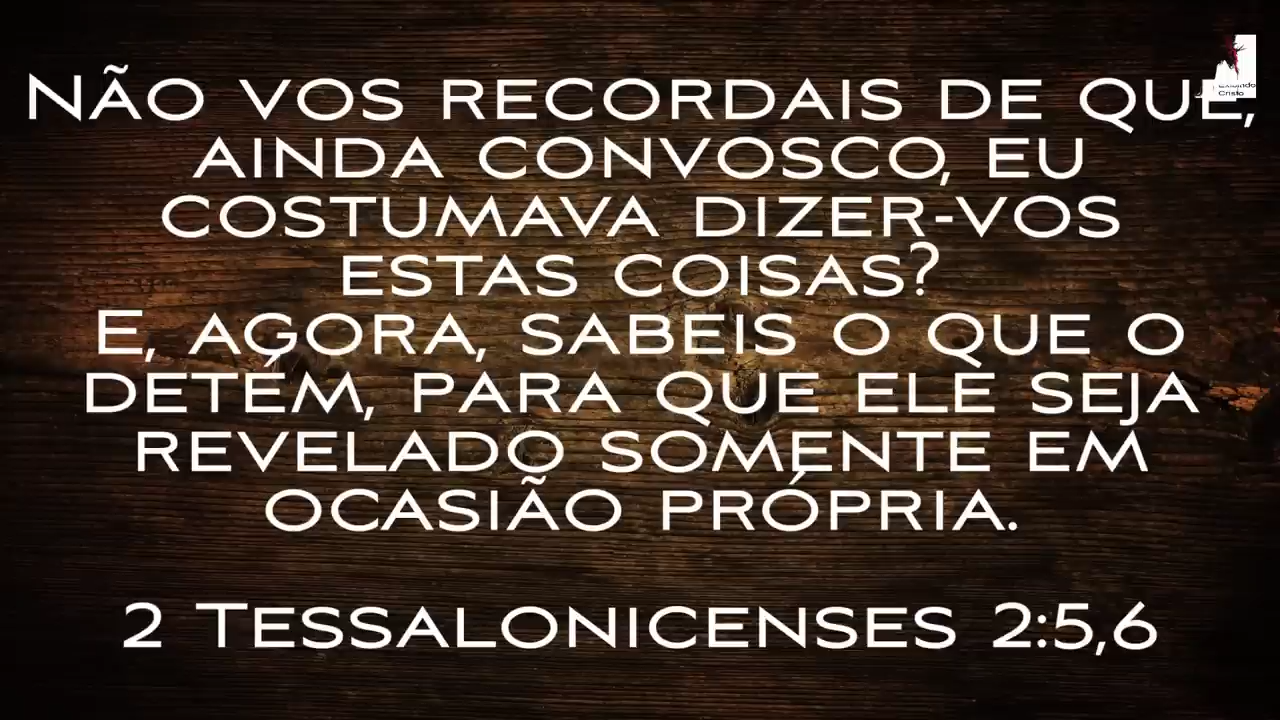 Não vos recordais de que,
ainda convosco, eu
costumava dizer-vos
estas coisas?
E, agora, sabeis o que o
detém, para que ele seja
revelado somente em
ocasião própria.
2 Tessalonicenses 2:5,6
Cristo